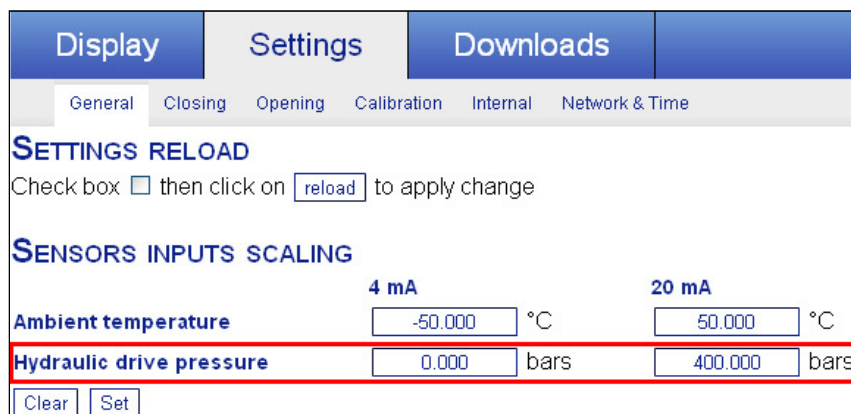 Display Settings Downloads
General Closing Opening Calibration Internal Network & Time
SETTINGS RELOAD
Check box then click on reload to apply change
SENSORS INPUTS SCALING
4 mA 20 mA
Ambient temperature -50.000 °C 50.000 °C
Hydraulic drive pressure 0.000 bars 400.000 bars
Clear Set